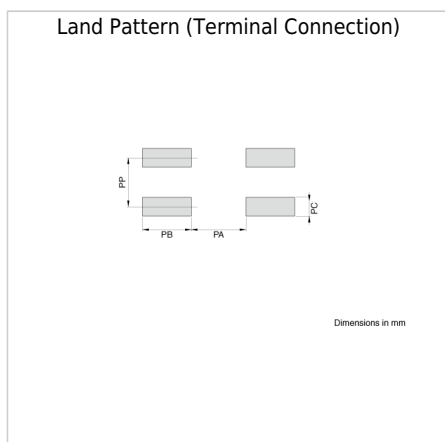 Land Pattern (Terminal Connection)
PP
PC
PB
PA
Dimensions in mm